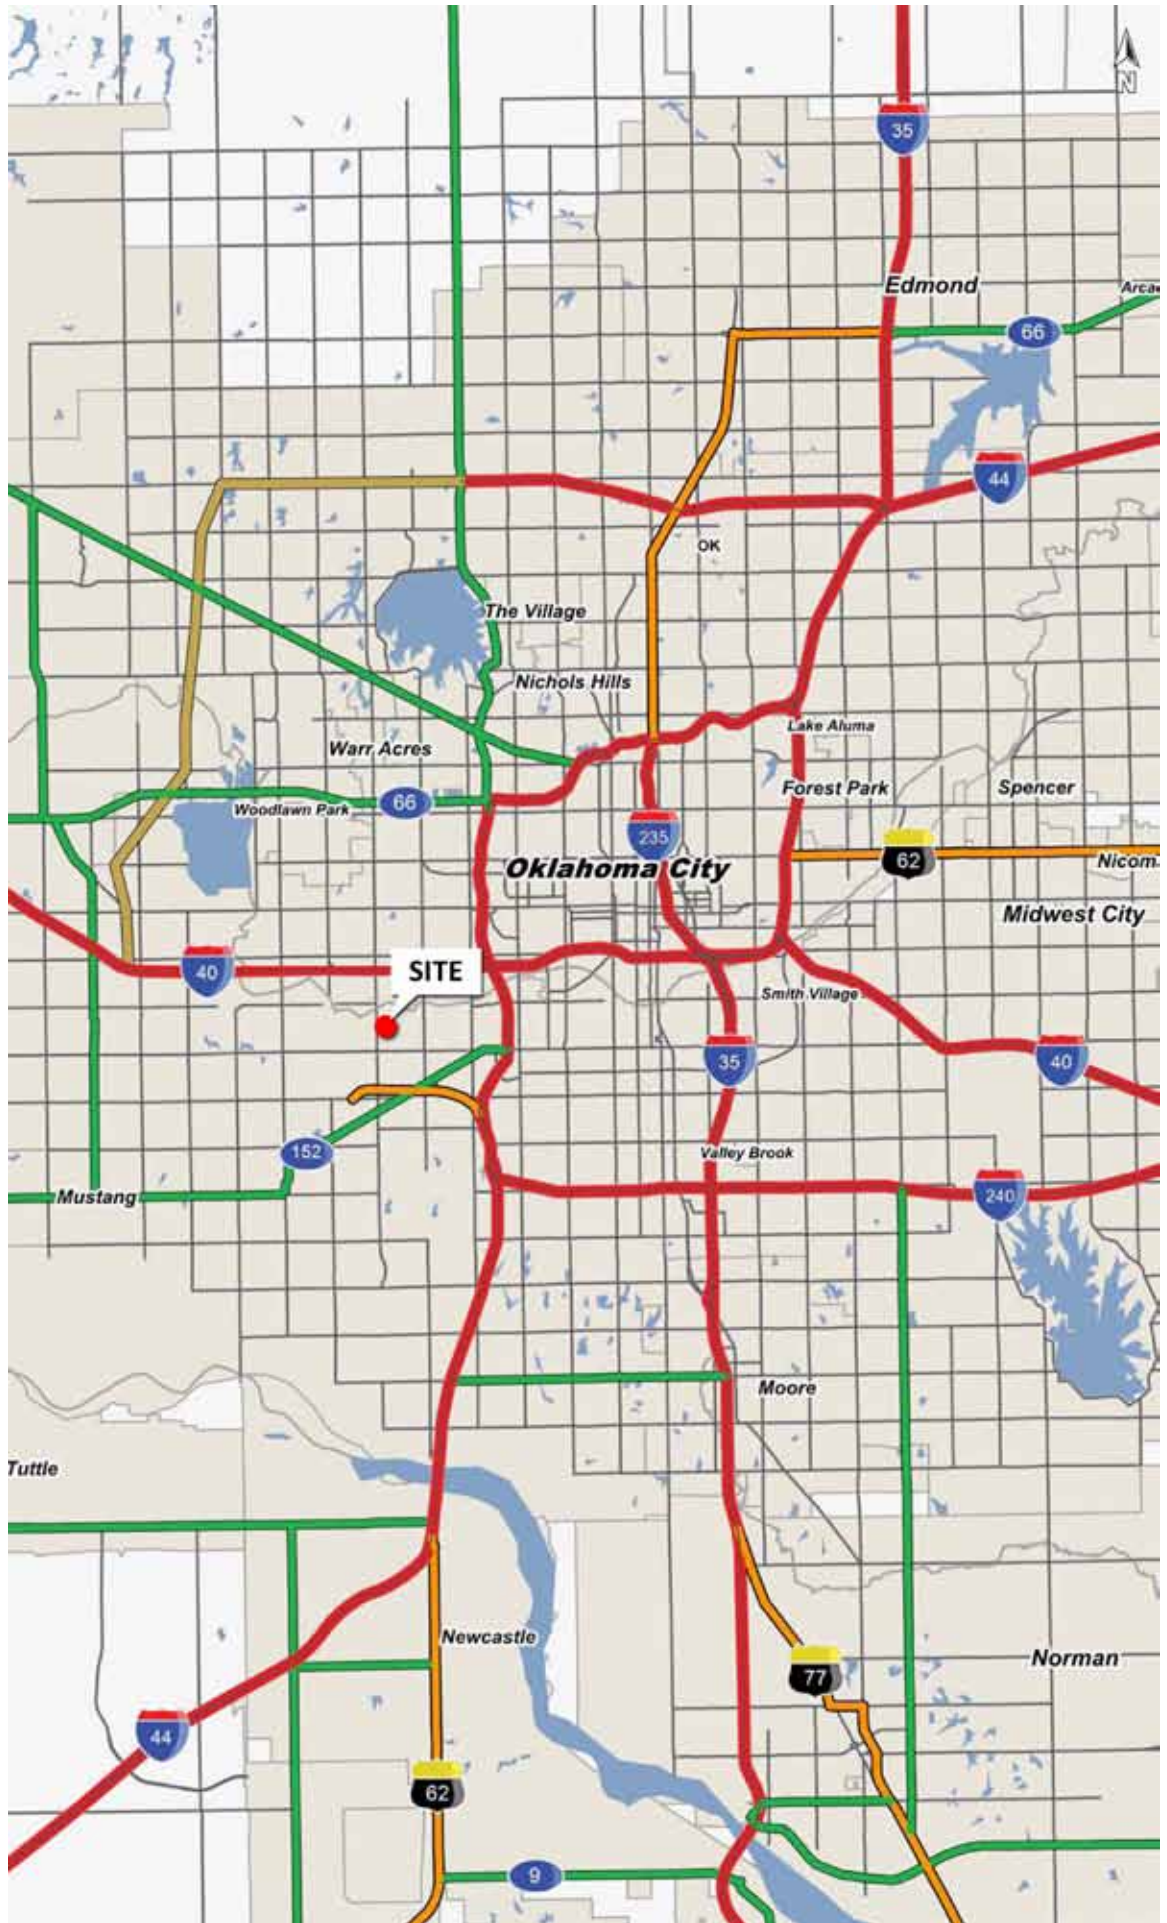 N
35
Edmond
Arca
66
44
OK
The Village
Nichols Hills
Lake Aluma
Warr Acres
Forest Park
Spencer
66
Woodlawn Park
235
62
Nicom
Oklahoma City
Midwest City
SITE
40
Smith Village
35
40
152
Valley Brook
Mustang
240
Moore
Tuttle
Newcastle
Norman
77
44
62
9